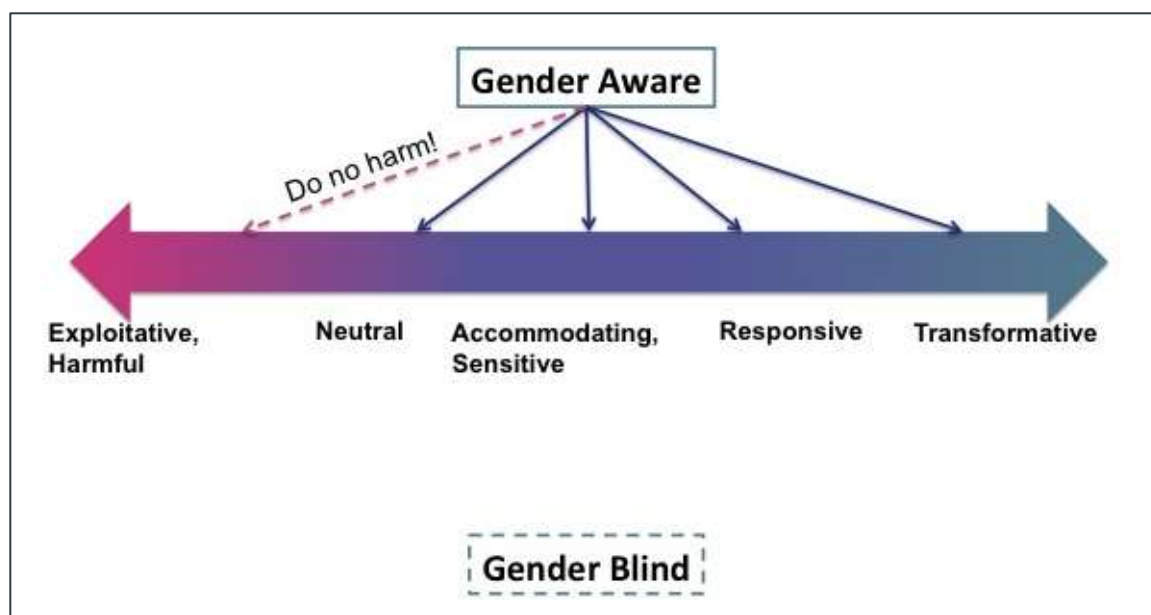 Gender Aware
Do no harm!
Exploitative,
Harmful
Neutral
Accommodating,
Sensitive
Responsive
Transformative
Gender Blind